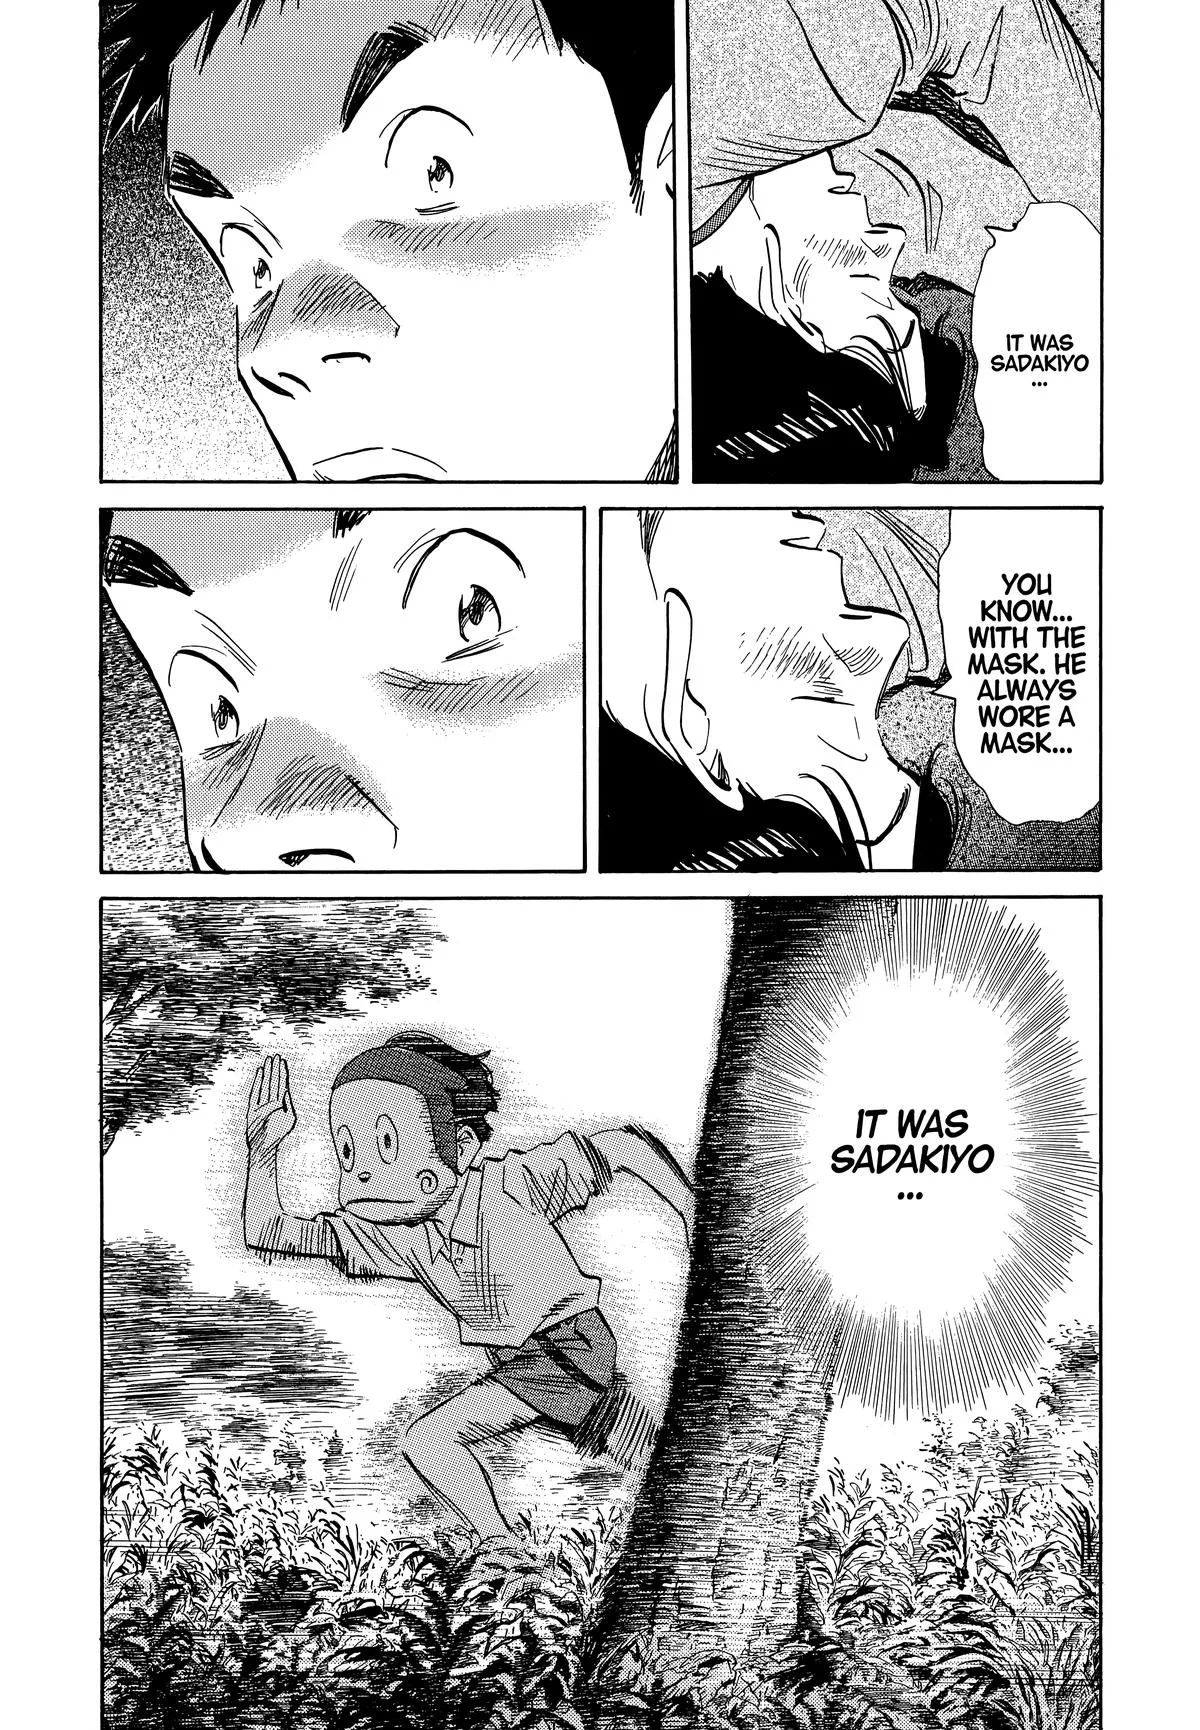 IT WAS
SADAKIYO
...
YOU
KNOW...
WITH THE
MASK. HE
ALWAYS
WORE A
MASK...
IT WAS
SADAKIYO
...